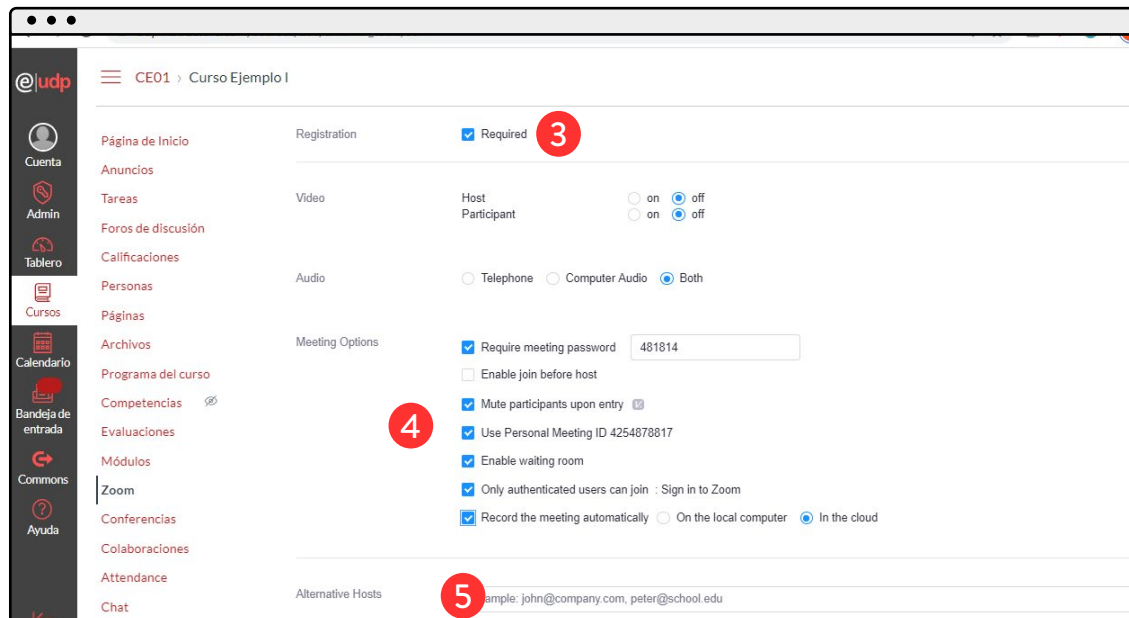 e|udp
CE01 › Curso Ejemplo I
Cuenta
Admin
Tablero
Cursos
Calendario
Bandeja de
entrada
Commons
Ayuda
Página de Inicio
Anuncios
Tareas
Foros de discusión
Calificaciones
Personas
Páginas
Archivos
Programa del curso
Competencias
Evaluaciones
Módulos
Zoom
Conferencias
Colaboraciones
Attendance
Chat
Registration Required 3
Video Host on off
Participant on off
Audio Telephone Computer Audio Both
Meeting Options Require meeting password 481814
Enable join before host
Mute participants upon entry
4
Use Personal Meeting ID 4254878817
Enable waiting room
Only authenticated users can join : Sign in to Zoom
Record the meeting automatically On the local computer In the cloud
Alternative Hosts 5 ample: john@company.com, peter@school.edu